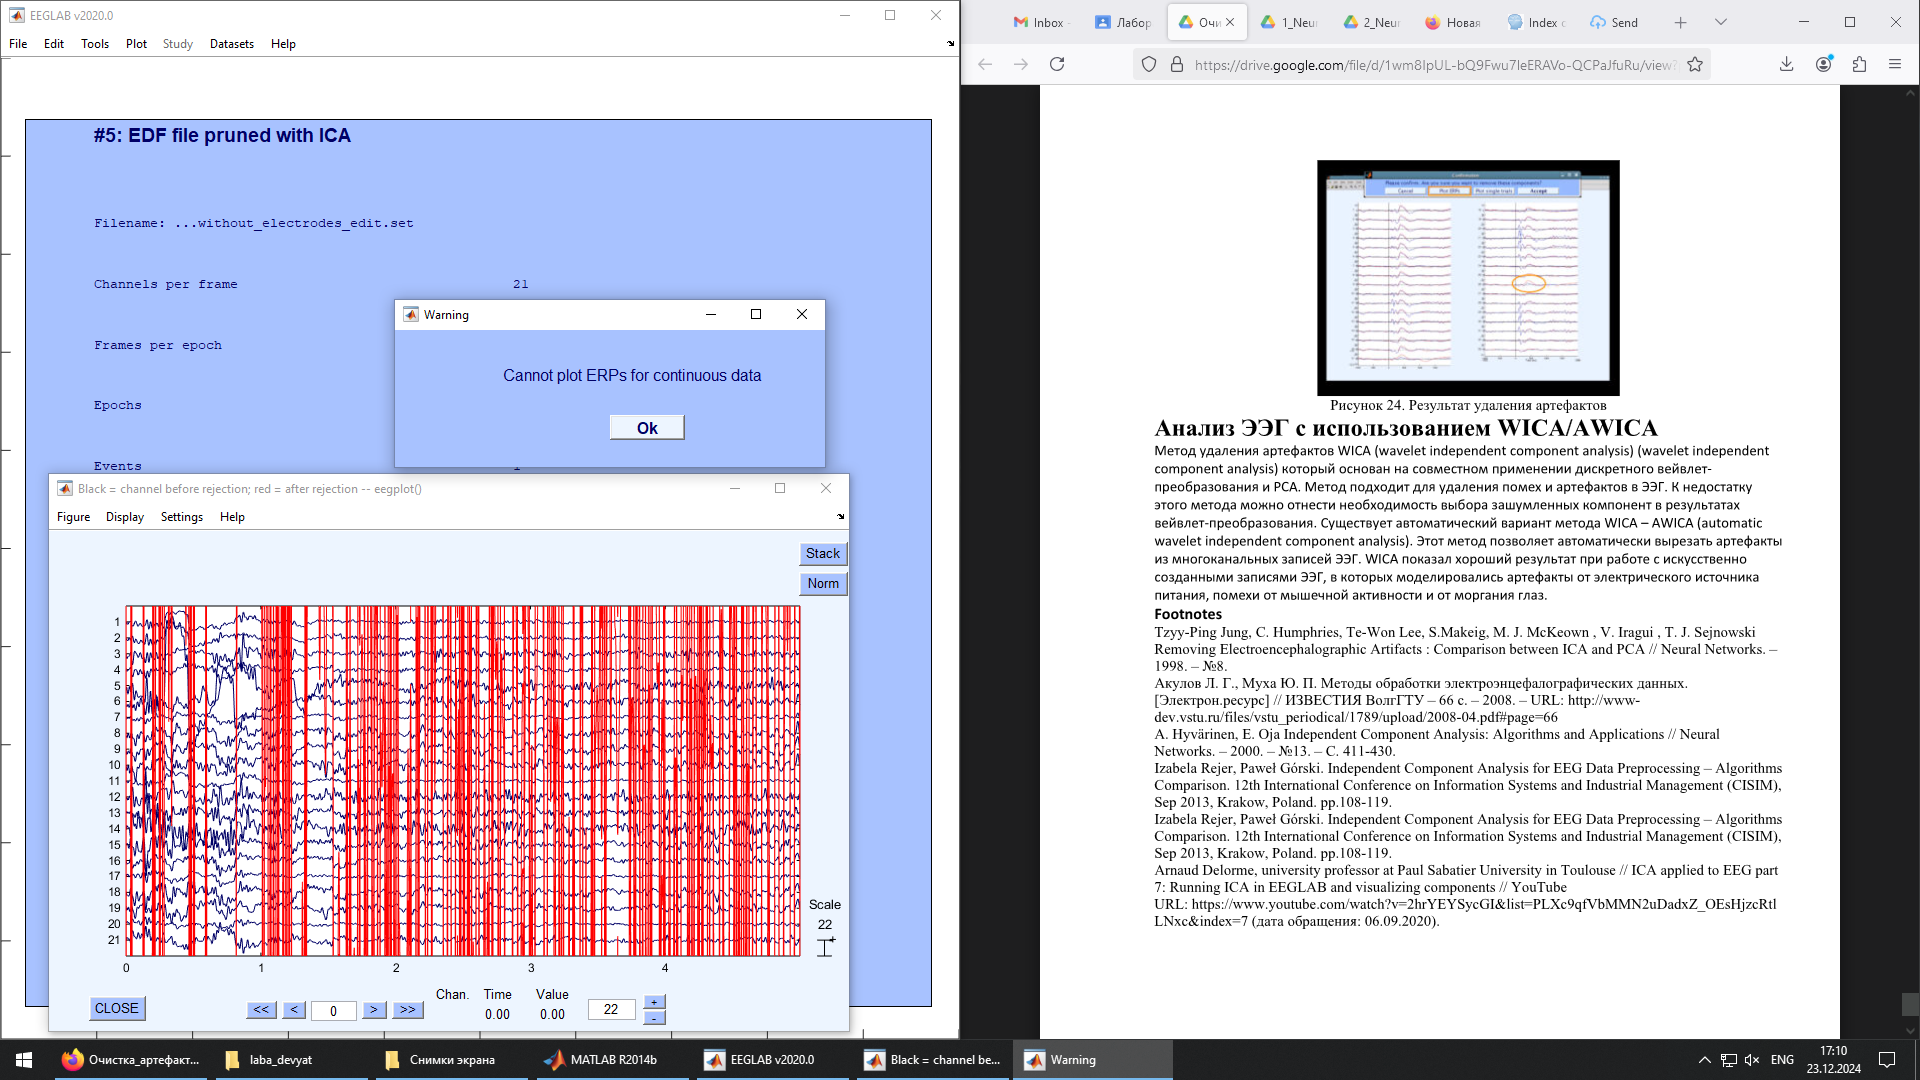 EEGLAB v2020.0
File Edit Tools Plot Study Datasets Help
#5: EDF file pruned with ICA
Filename: ...without_electrodes_edit.set
Channels per frame 21
Frames per epoch
Epochs
Events
Warning
Cannot plot ERPs for continuous data
Ok
Black = channel before rejection; red = after rejection -- eegplot()
Figure Display Settings Help
Stack
Norm
1
2
3
4
5
6
7
8
9
10
11
12
13
14
15
16
17
18
19
20
21
Scale
22
0 1 2 3 4
Chan. Time Value
CLOSE << < 0 > >> 0.00 0.00 22 + -
Inbox Лабор Очи 1_Neu 2_Neu Новая Index Send
https://drive.google.com/file/d/1wm8IpUL-bQ9Fwu7leERAVo-QCPaJfuRu/view?
Cancel Plot ERPs Plot single trials Accept
Рисунок 24. Результат удаления артефактов
Анализ ЭЭГ с использованием WICA/AWICA
Метод удаления артефактов WICA (wavelet independent component analysis) (wavelet independent
component analysis) который основан на совместном применении дискретного вейвлет-
преобразования и PCA. Метод подходит для удаления помех и артефактов в ЭЭГ. К недостатку
этого метода можно отнести необходимость выбора зашумленных компонент в результатах
вейвлет-преобразования. Существует автоматический вариант метода WICA – AWICA (automatic
wavelet independent component analysis). Этот метод позволяет автоматически вырезать артефакты
из многоканальных записей ЭЭГ. WICA показал хороший результат при работе с искусственно
созданными записями ЭЭГ, в которых моделировались артефакты от электрического источника
питания, помехи от мышечной активности и от моргания глаз.
Footnotes
Tzyy-Ping Jung, C. Humphries, Te-Won Lee, S.Makeig, M. J. McKeown , V. Iragui , T. J. Sejnowski
Removing Electroencephalographic Artifacts : Comparison between ICA and PCA // Neural Networks. –
1998. – №8.
Акулов Л. Г., Муха Ю. П. Методы обработки электроэнцефалографических данных.
[Электрон.ресурс] // ИЗВЕСТИЯ ВолгГТУ – 66 с. – 2008. – URL: http://www-
dev.vstu.ru/files/vstu_periodical/1789/upload/2008-04.pdf#page=66
A. Hyvärinen, E. Oja Independent Component Analysis: Algorithms and Applications // Neural
Networks. – 2000. – №13. – С. 411-430.
Izabela Rejer, Paweł Górski. Independent Component Analysis for EEG Data Preprocessing – Algorithms
Comparison. 12th International Conference on Information Systems and Industrial Management (CISIM),
Sep 2013, Krakow, Poland. pp.108-119.
Izabela Rejer, Paweł Górski. Independent Component Analysis for EEG Data Preprocessing – Algorithms
Comparison. 12th International Conference on Information Systems and Industrial Management (CISIM),
Sep 2013, Krakow, Poland. pp.108-119.
Arnaud Delorme, university professor at Paul Sabatier University in Toulouse // ICA applied to EEG part
7: Running ICA in EEGLAB and visualizing components // YouTube
URL: https://www.youtube.com/watch?v=2hrYEYSycGI&list=PLXc9qfVbMMN2uDadxZ_OEsHjzcRtl
LNxc&index=7 (дата обращения: 06.09.2020).
Очистка_артефакт... laba_devyat Снимки экрана MATLAB R2014b EEGLAB v2020.0 Black = channel be... Warning ENG 17:10
23.12.2024